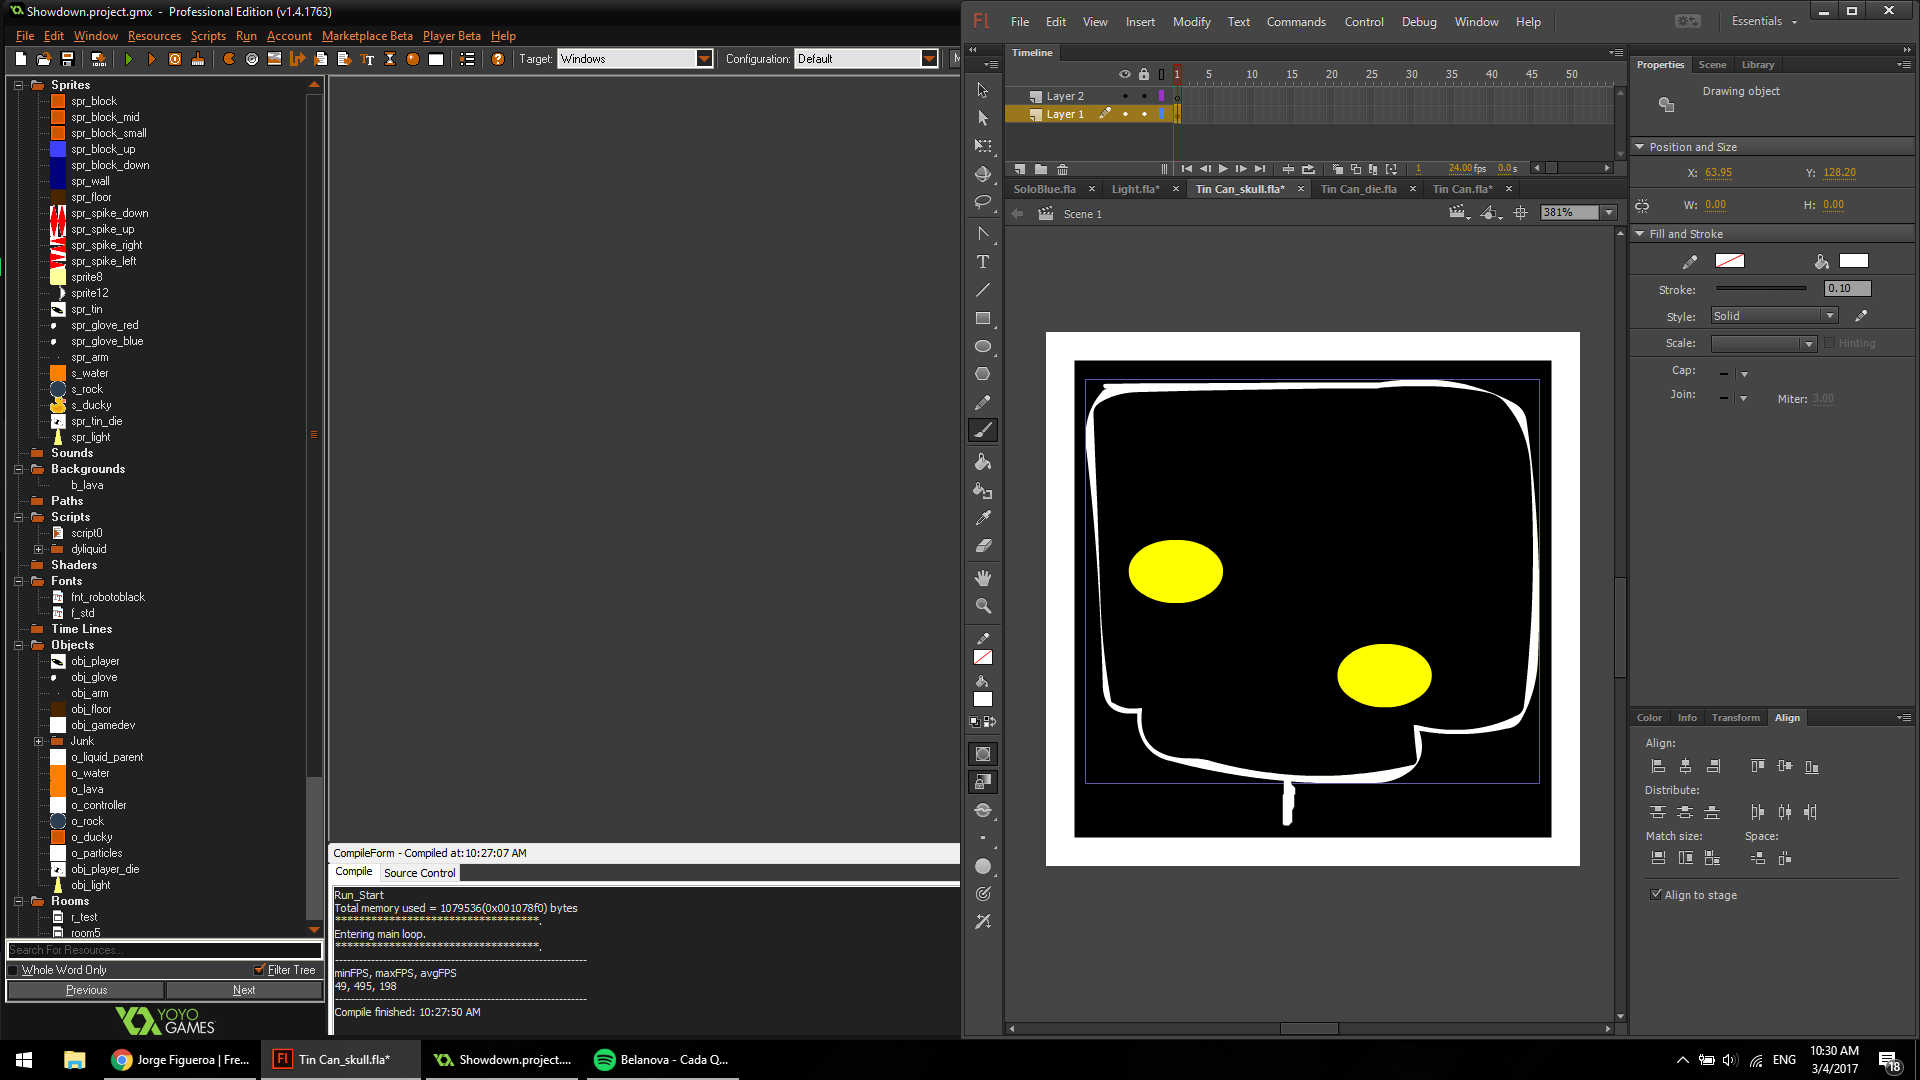 Showdown.project.gmx - Professional Edition (v1.4.1763)
File Edit Window Resources Scripts Run Account Marketplace Beta Player Beta Help
Target: Windows Configuration: Default
Sprites
spr_block
spr_block_mid
spr_block_small
spr_block_up
spr_block_down
spr_wall
spr_floor
spr_spike_down
spr_spike_up
spr_spike_right
spr_spike_left
sprite8
sprite12
spr_tin
spr_glove_red
spr_glove_blue
spr_arm
s_water
s_rock
s_ducky
spr_tin_die
spr_light
Sounds
Backgrounds
b_lava
Paths
Scripts
script0
dyliquid
Shaders
Fonts
fnt_robotoblack
f_std
Time Lines
Objects
obj_player
obj_glove
obj_arm
obj_floor
obj_gamedev
Junk
o_liquid_parent
o_water
o_lava
o_controller
o_rock
o_ducky
o_particles
obj_player_die
obj_light
Rooms
r_test
room5
Search For Resources...
Whole Word Only Filter Tree
Previous Next
YOYO
GAMES
CompileForm - Compiled at:10:27:07 AM
Compile Source Control
Run_Start
Total memory used = 1079536(0x001078f0) bytes
Entering main loop.
minFPS, maxFPS, avgFPS
49, 495, 198
Compile finished: 10:27:50 AM
Fl File Edit View Insert Modify Text Commands Control Debug Window Help Essentials
Timeline
1 5 10 15 20 25 30 35 40 45 50
Layer 2
Layer 1
1 24.00 fps 0.0 s
SoloBlue.fla Light.fla* Tin Can_skull.fla* Tin Can_die.fla Tin Can.fla*
Scene 1 381%
Properties Scene Library
Drawing object
Position and Size
X: 63.95 Y: 128.20
W: 0.00 H: 0.00
Fill and Stroke
Stroke: 0.10
Style: Solid
Scale: Hinting
Cap:
Join: Miter: 3.00
Color Info Transform Align
Align:
Distribute:
Match size: Space:
Align to stage
Jorge Figueroa | Fre... Fl Tin Can_skull.fla* Showdown.project.... Belanova - Cada Q...
ENG 10:30 AM
3/4/2017
18